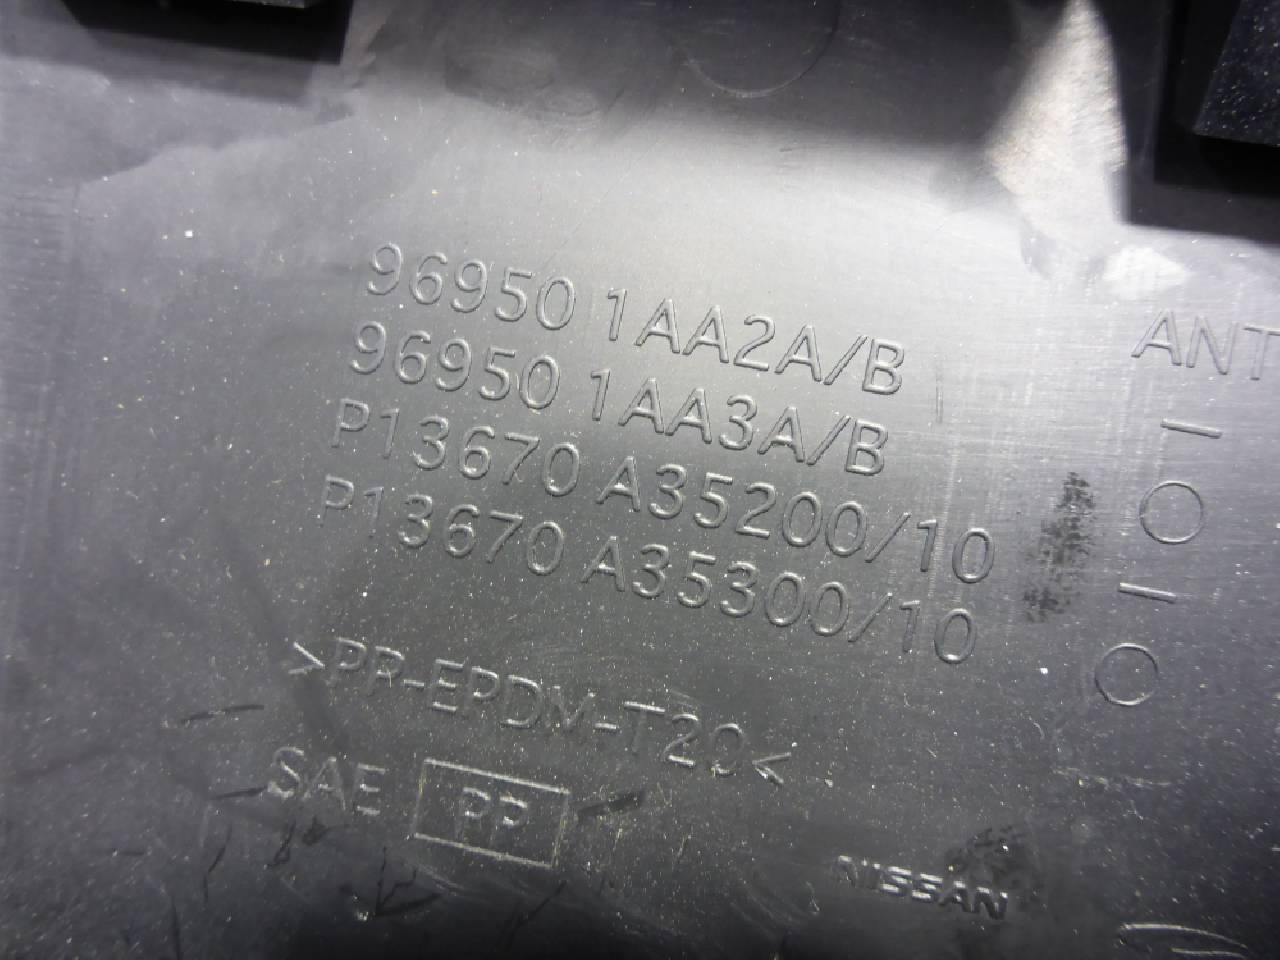 96950 1AA2A/B
96950 1AA3A/B
P13670 A35200/10
P13670 A35300/10
>PP-EPDM-T20<
SAE PP
NISSAN
ANT